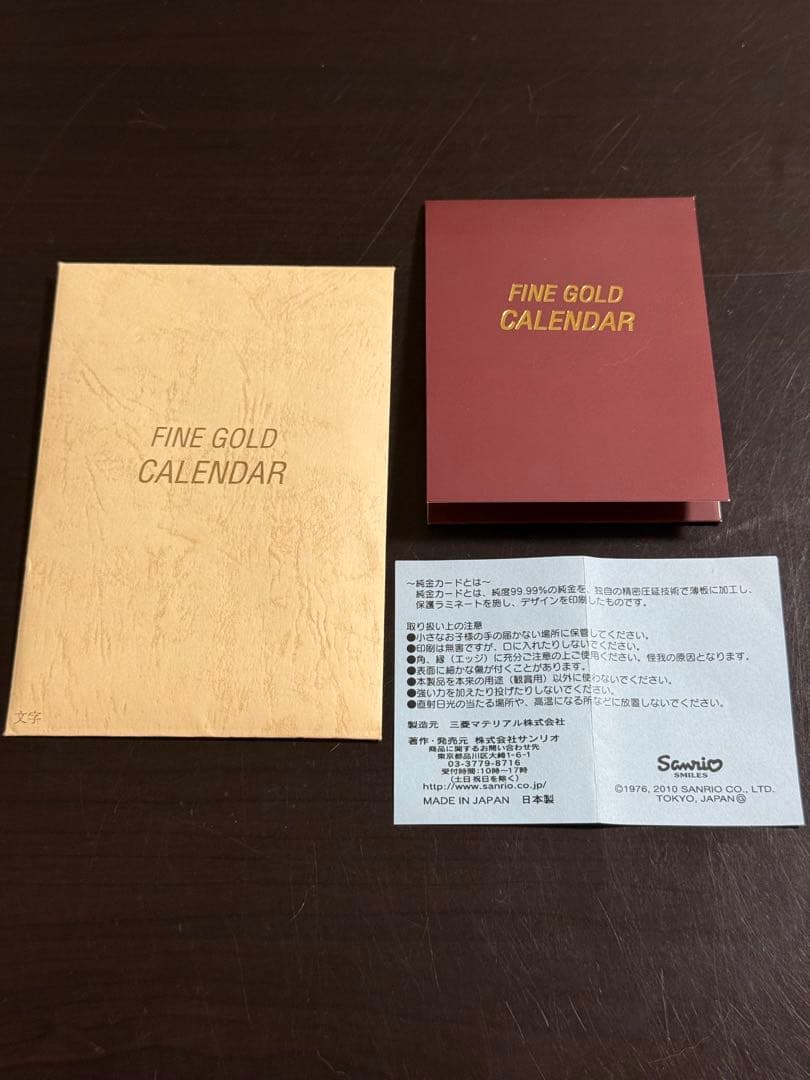 FINE GOLD
CALENDAR
文字
FINE GOLD
CALENDAR
～純金カードとは～
純金カードとは、純度99.99%の純金を、独自の精密圧延技術で薄板に加工し、
保護ラミネートを施し、デザインを印刷したものです。
取り扱い上の注意
●小さなお子様の手の届かない場所に保管してください。
●印刷は無害ですが、口に入れたりしないでください。
●角、縁（エッジ）に充分ご注意の上ご使用ください。怪我の原因となります。
●表面に細かな傷が付くことがあります。
●本製品を本来の用途（観賞用）以外に使わないでください。
●強い力を加えたり投げたりしないでください。
●直射日光の当たる場所や、高温になる所などに放置しないでください。
製造元　三菱マテリアル株式会社
著作・発売元　株式会社サンリオ
商品に関するお問い合わせ先
東京都品川区大崎1-6-1
03-3779-8716
受付時間：10時～17時
（土日祝日を除く）
http://www.sanrio.co.jp/
MADE IN JAPAN　日本製
Sanrio
SMILES
©1976, 2010 SANRIO CO., LTD.
TOKYO, JAPAN Ⓖ